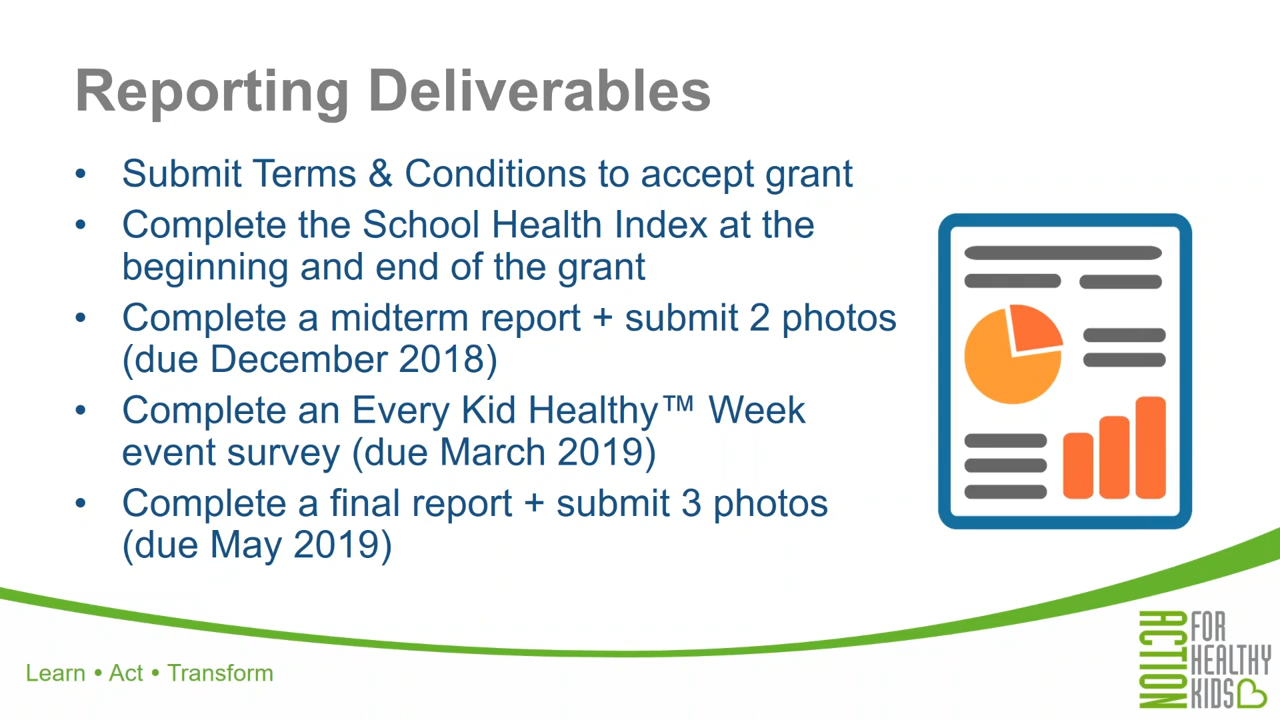 Reporting Deliverables
• Submit Terms & Conditions to accept grant
• Complete the School Health Index at the
beginning and end of the grant
• Complete a midterm report + submit 2 photos
(due December 2018)
• Complete an Every Kid Healthy™ Week
event survey (due March 2019)
• Complete a final report + submit 3 photos
(due May 2019)
Learn • Act • Transform
ACTION
FOR
HEALTHY
KIDS